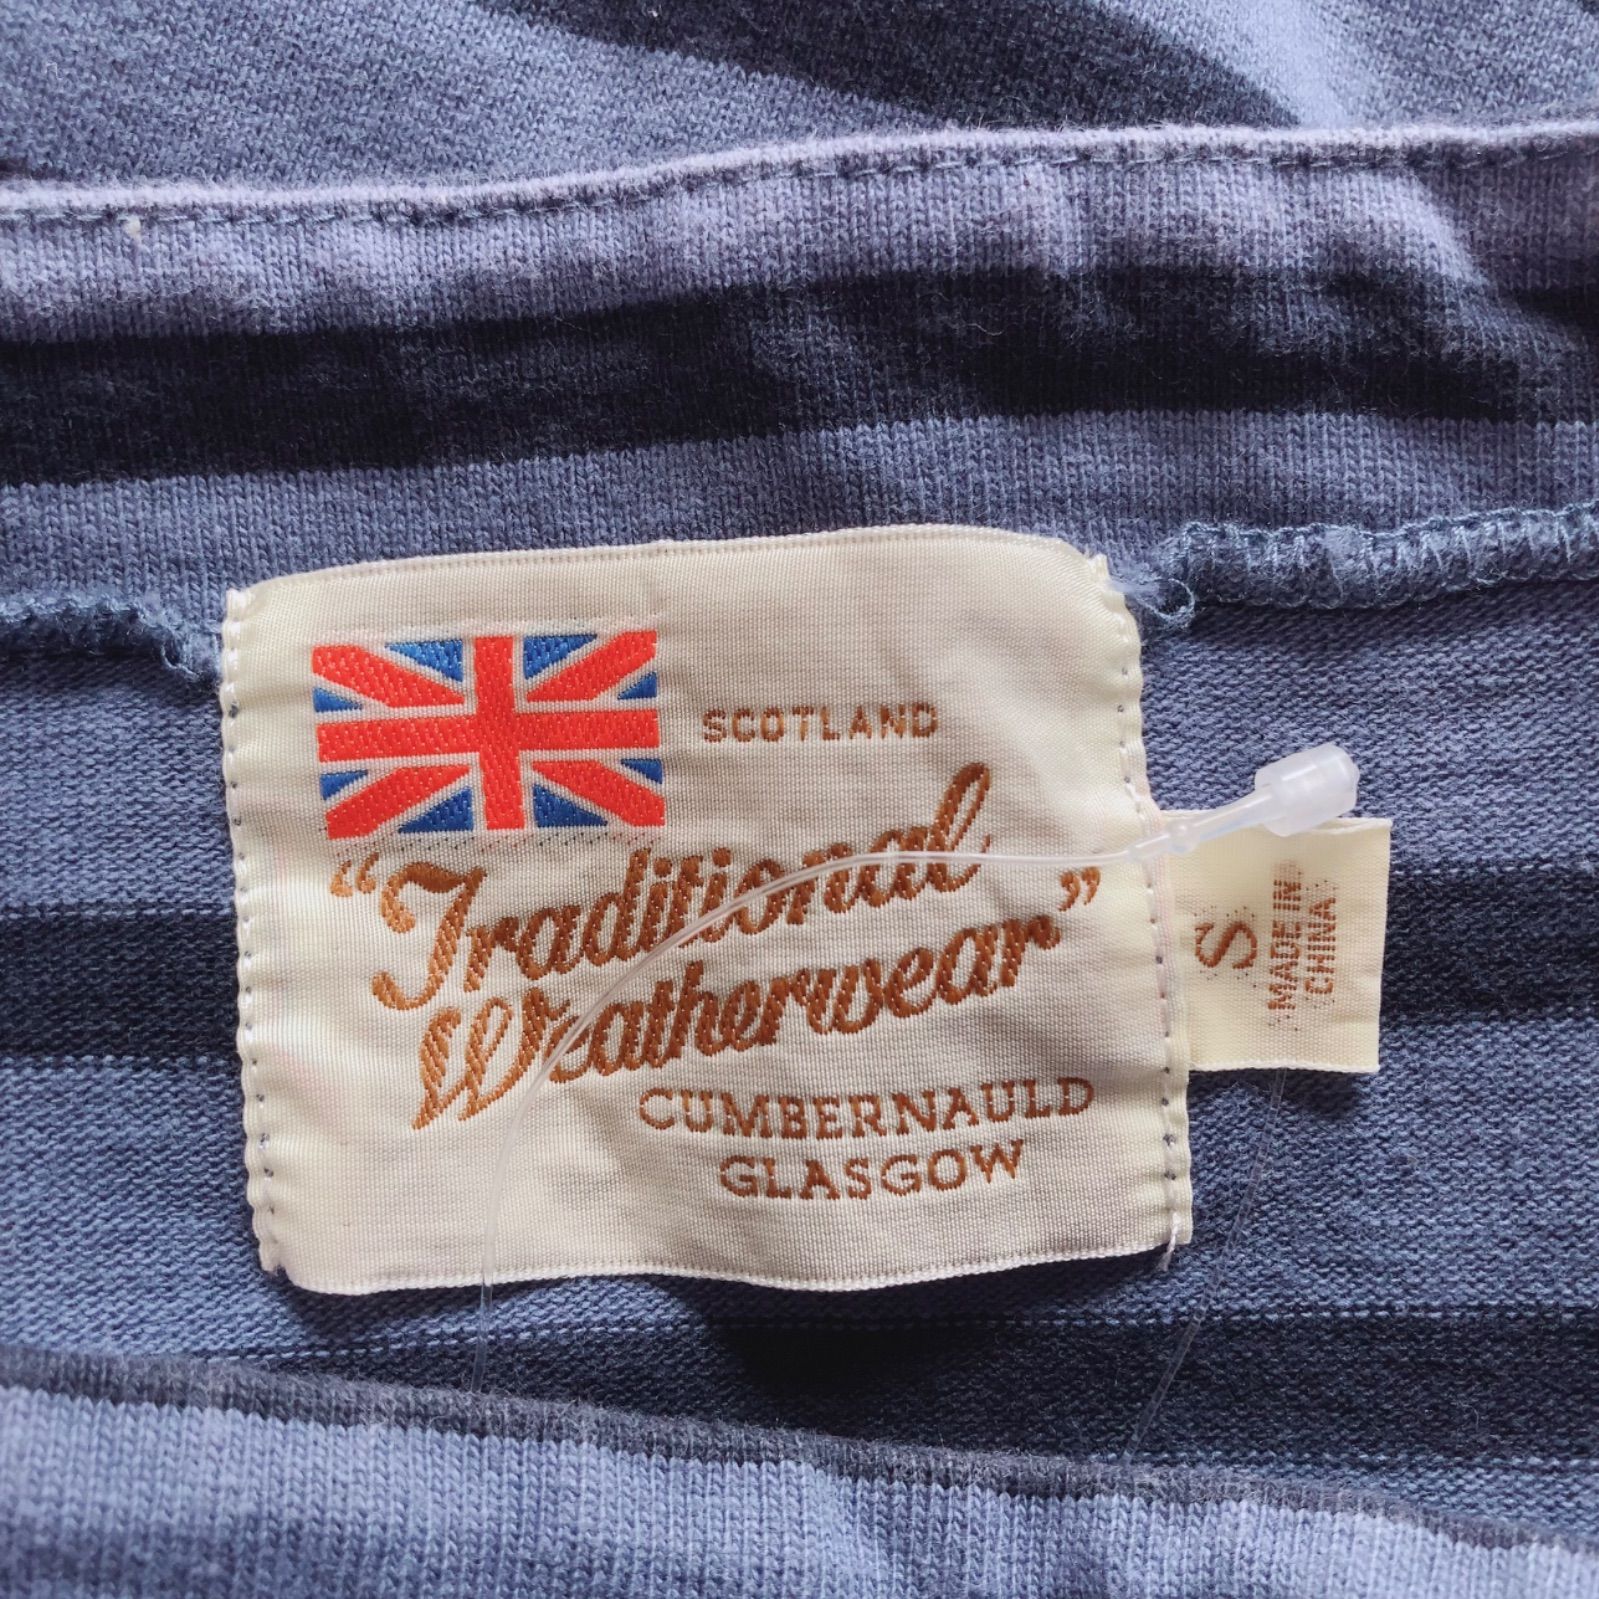 SCOTLAND
"Traditional
Weatherwear"
CUMBERNAULD
GLASGOW
S
MADE IN
CHINA